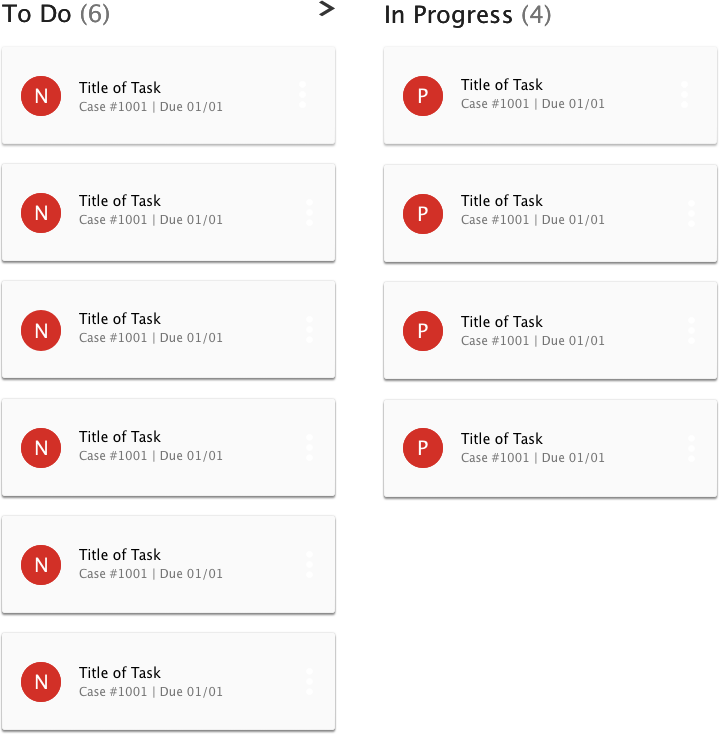 To Do (6)
N
Title of Task
Case #1001 | Due 01/01
N
Title of Task
Case #1001 | Due 01/01
N
Title of Task
Case #1001 | Due 01/01
N
Title of Task
Case #1001 | Due 01/01
N
Title of Task
Case #1001 | Due 01/01
N
Title of Task
Case #1001 | Due 01/01
In Progress (4)
P
Title of Task
Case #1001 | Due 01/01
P
Title of Task
Case #1001 | Due 01/01
P
Title of Task
Case #1001 | Due 01/01
P
Title of Task
Case #1001 | Due 01/01